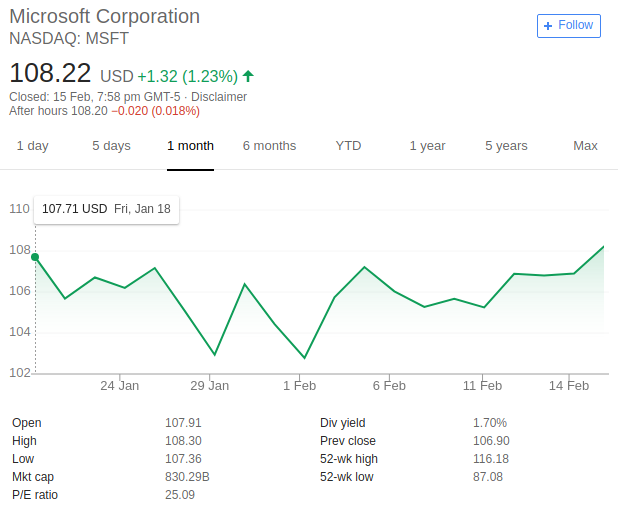 Microsoft Corporation
NASDAQ: MSFT
+ Follow
108.22 USD +1.32 (1.23%)
Closed: 15 Feb, 7:58 pm GMT-5 · Disclaimer
After hours 108.20 −0.020 (0.018%)
1 day 5 days 1 month 6 months YTD 1 year 5 years Max
110
107.71 USD Fri, Jan 18
108
106
104
102
24 Jan 29 Jan 1 Feb 6 Feb 11 Feb 14 Feb
Open 107.91 Div yield 1.70%
High 108.30 Prev close 106.90
Low 107.36 52-wk high 116.18
Mkt cap 830.29B 52-wk low 87.08
P/E ratio 25.09